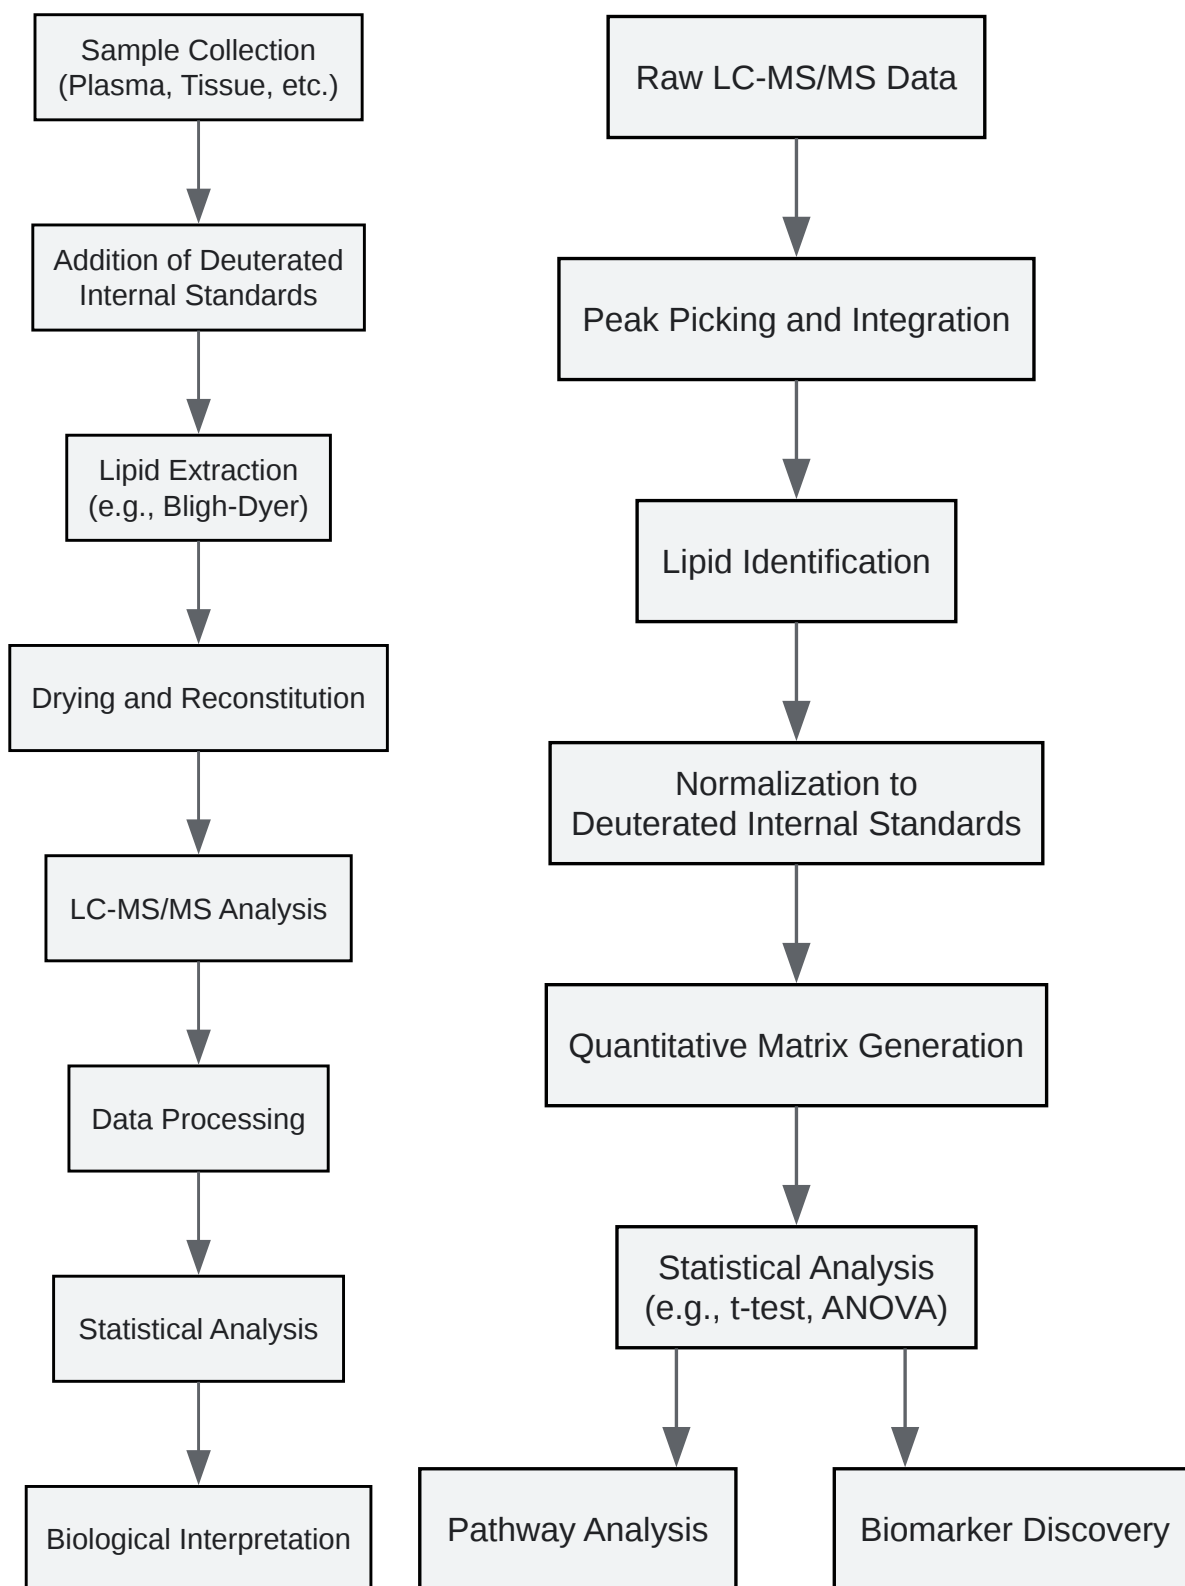 Sample Collection
(Plasma, Tissue, etc.)
Addition of Deuterated
Internal Standards
Lipid Extraction
(e.g., Bligh-Dyer)
Drying and Reconstitution
LC-MS/MS Analysis
Data Processing
Statistical Analysis
Biological Interpretation
Raw LC-MS/MS Data
Peak Picking and Integration
Lipid Identification
Normalization to
Deuterated Internal Standards
Quantitative Matrix Generation
Statistical Analysis
(e.g., t-test, ANOVA)
Pathway Analysis
Biomarker Discovery